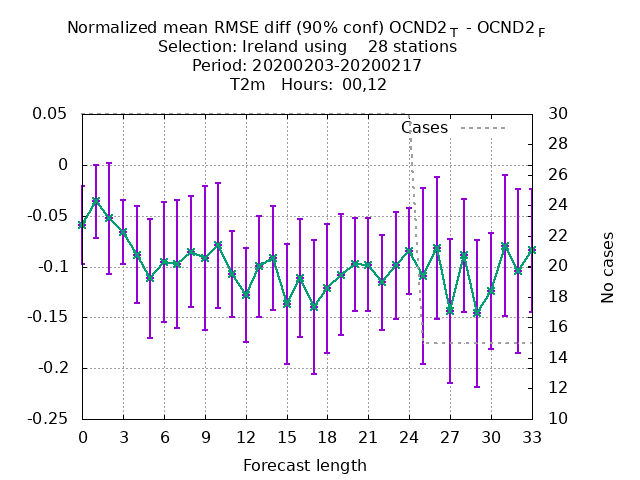 Normalized mean RMSE diff (90% conf) OCND2 T - OCND2 F
Selection: Ireland using 28 stations
Period: 20200203-20200217
T2m Hours: 00,12
0.05
0
-0.05
-0.1
-0.15
-0.2
-0.25
Cases
30
28
26
24
22
20
18
16
14
12
10
No cases
0 3 6 9 12 15 18 21 24 27 30 33
Forecast length